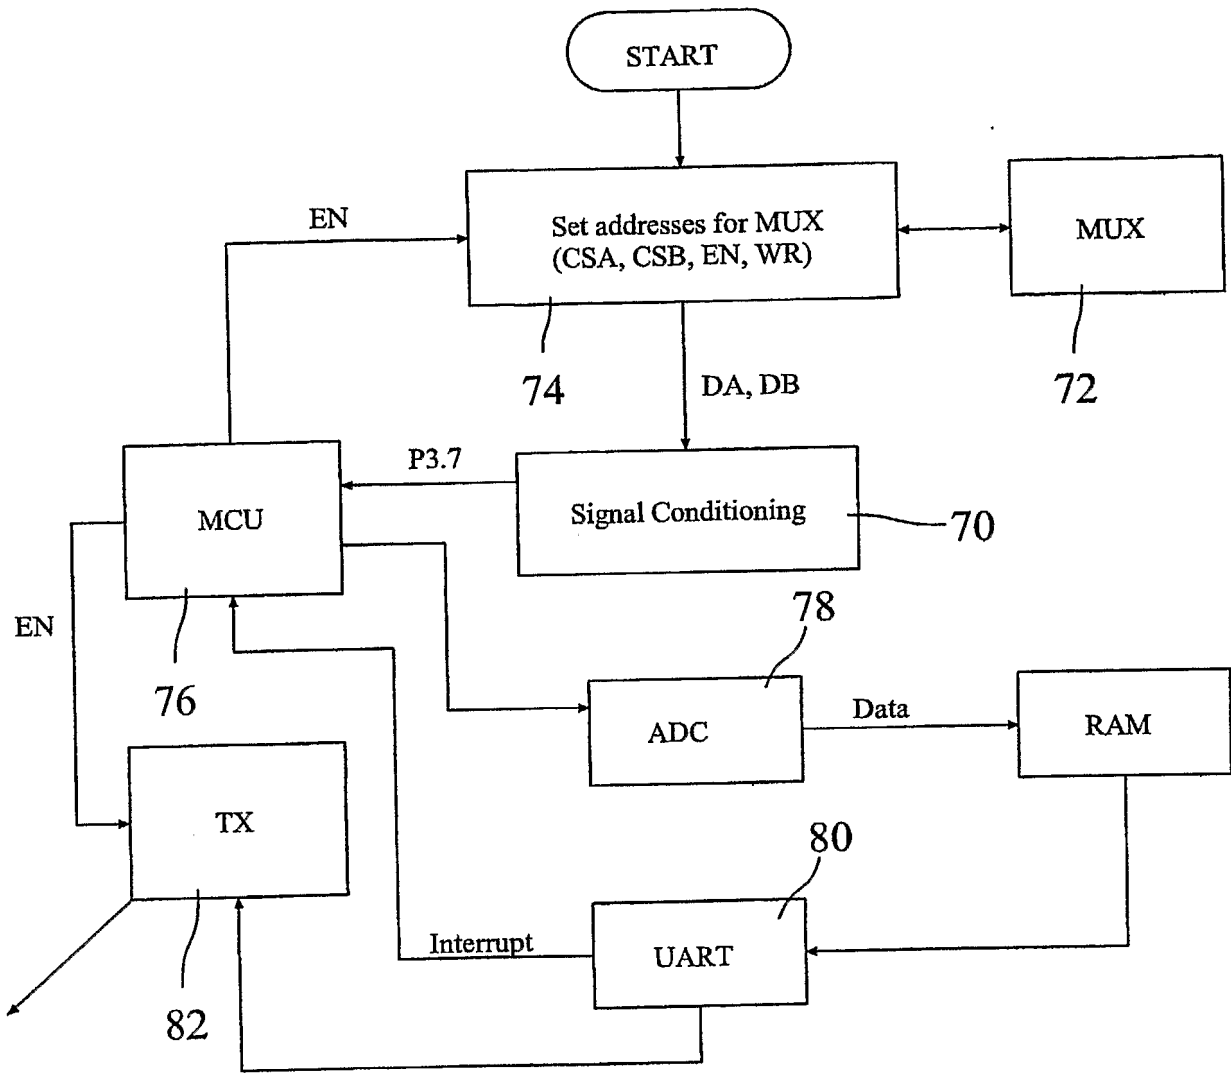 START
EN
Set addresses for MUX
(CSA, CSB, EN, WR)
MUX
74
DA, DB
72
P3.7
MCU
Signal Conditioning
70
EN
76
78
ADC
Data
RAM
TX
80
Interrupt
UART
82